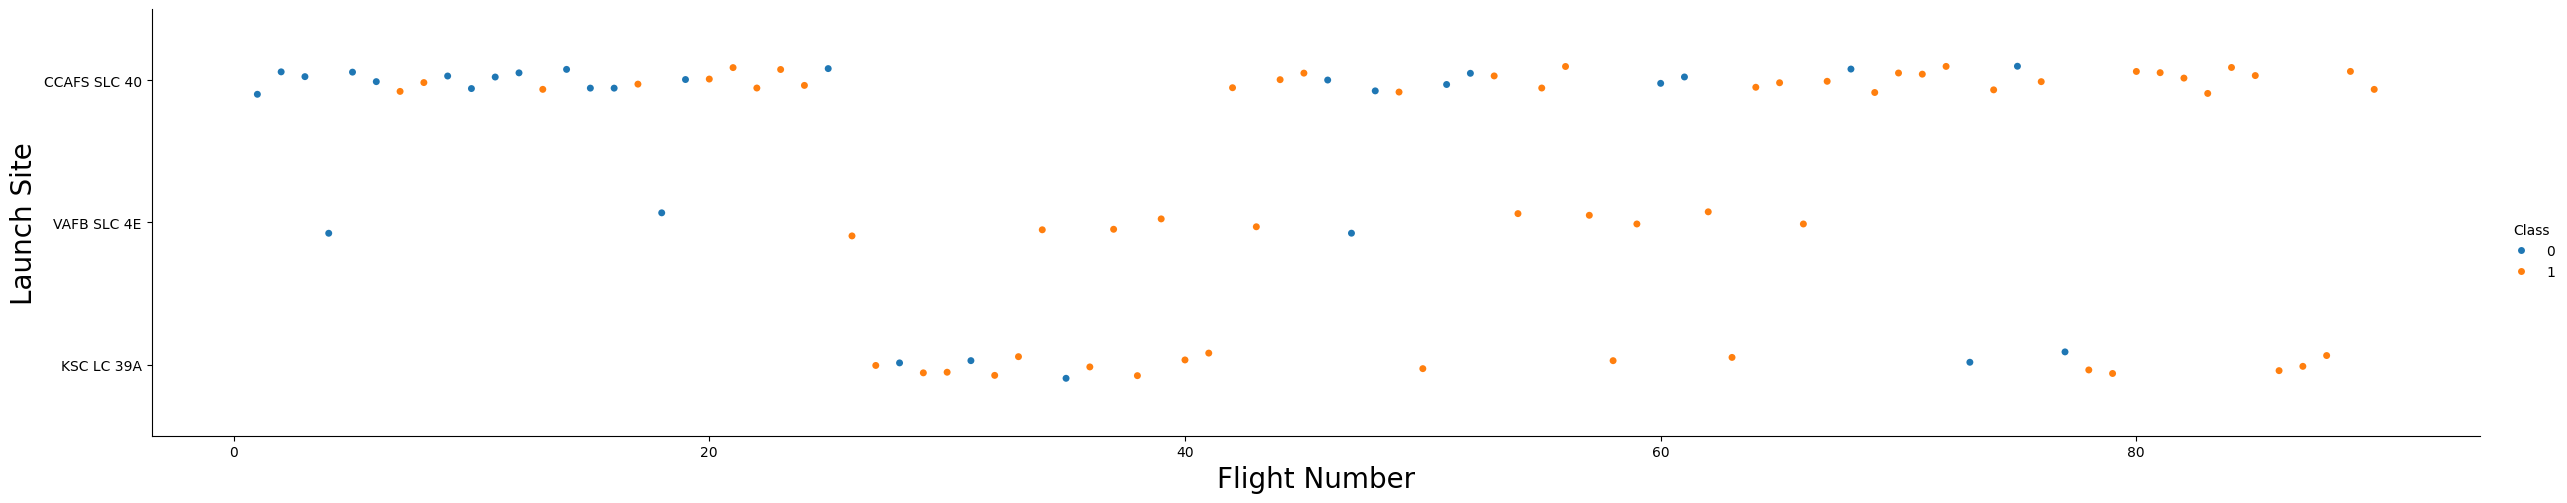 Launch Site
CCAFS SLC 40
VAFB SLC 4E
KSC LC 39A
0 20 40 60 80
Flight Number
Class
0
1